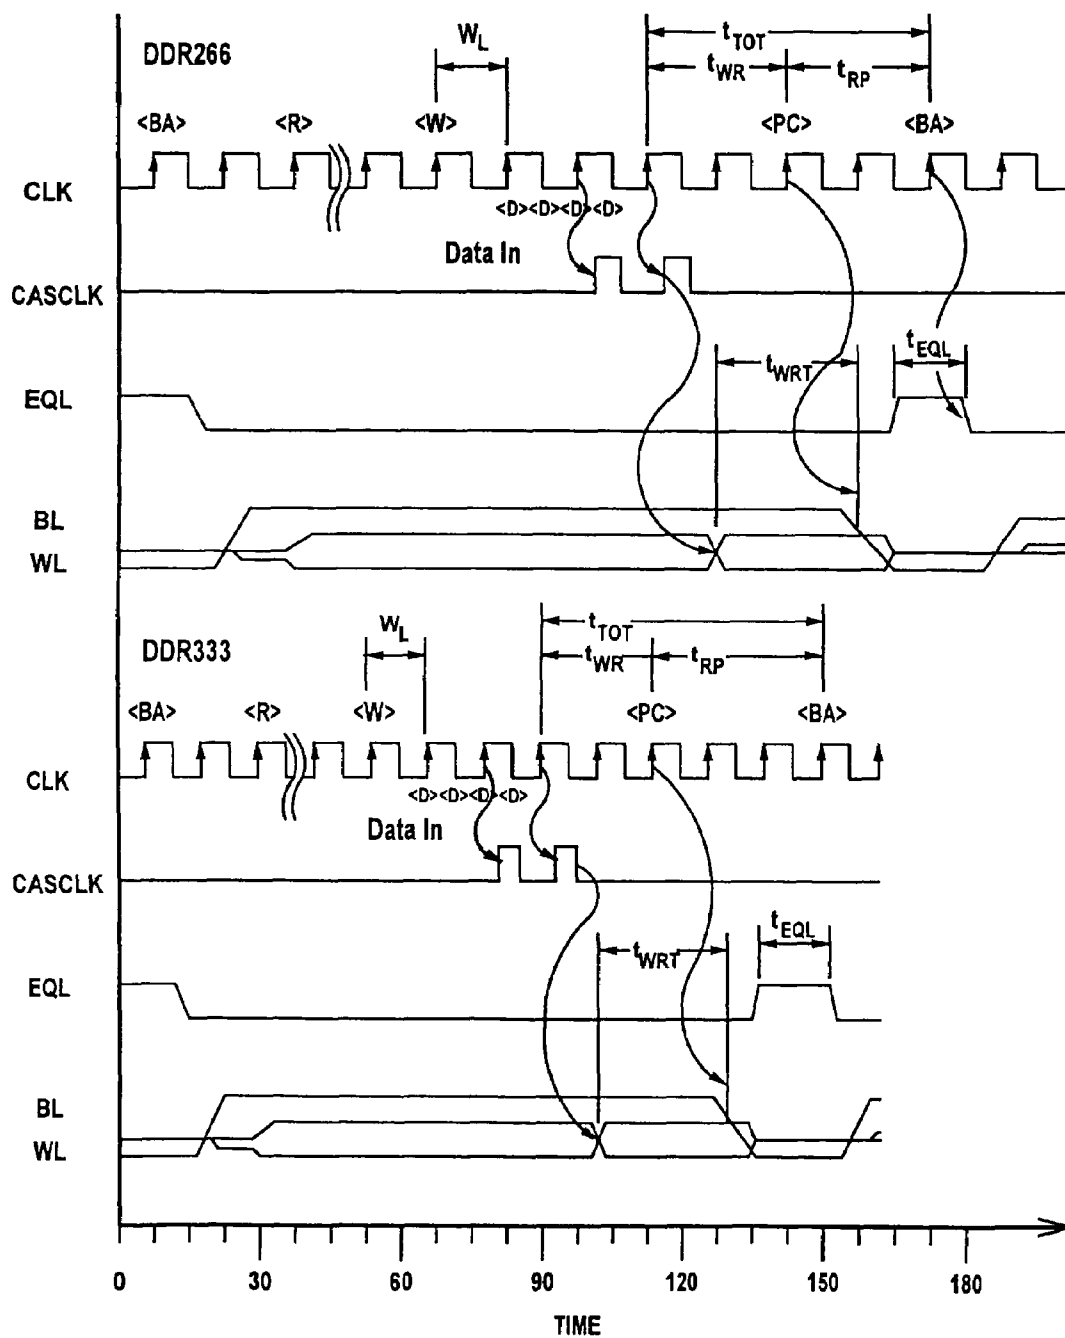 DDR266
W_L
t_TOT
t_WR
t_RP
<BA> <R> <W> <PC> <BA>
CLK
<D> <D> <D> <D>
Data In
CASCLK
t_WRT
t_EQL
EQL
BL
WL
DDR333
W_L
t_TOT
t_WR
t_RP
<BA> <R> <W> <PC> <BA>
CLK
<D> <D> <D> <D>
Data In
CASCLK
t_WRT
t_EQL
EQL
BL
WL
0 30 60 90 120 150 180
TIME